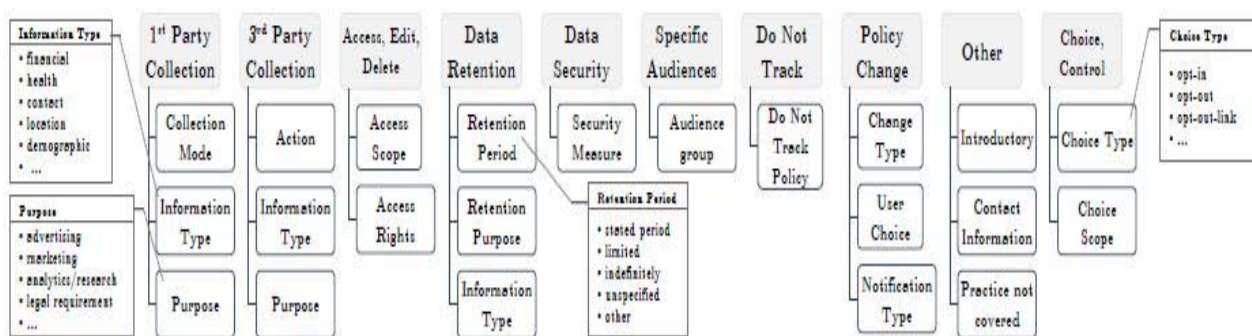 Information Type
• financial
• health
• contact
• location
• demographic
• ...
Purpose
• advertising
• marketing
• analytics/research
• legal requirement
• ...
1st Party
Collection
Collection
Mode
Information
Type
Purpose
3rd Party
Collection
Action
Information
Type
Purpose
Access, Edit,
Delete
Access
Scope
Access
Rights
Data
Retention
Retention
Period
Retention
Purpose
Information
Type
Retention Period
• stated period
• limited
• indefinitely
• unspecified
• other
Data
Security
Security
Measure
Specific
Audiences
Audience
group
Do Not
Track
Do Not
Track
Policy
Policy
Change
Change
Type
User
Choice
Notification
Type
Other
Introductory
Contact
Information
Practice not
covered
Choice,
Control
Choice Type
Choice
Scope
Choice Type
• opt-in
• opt-out
• opt-out-link
• ...